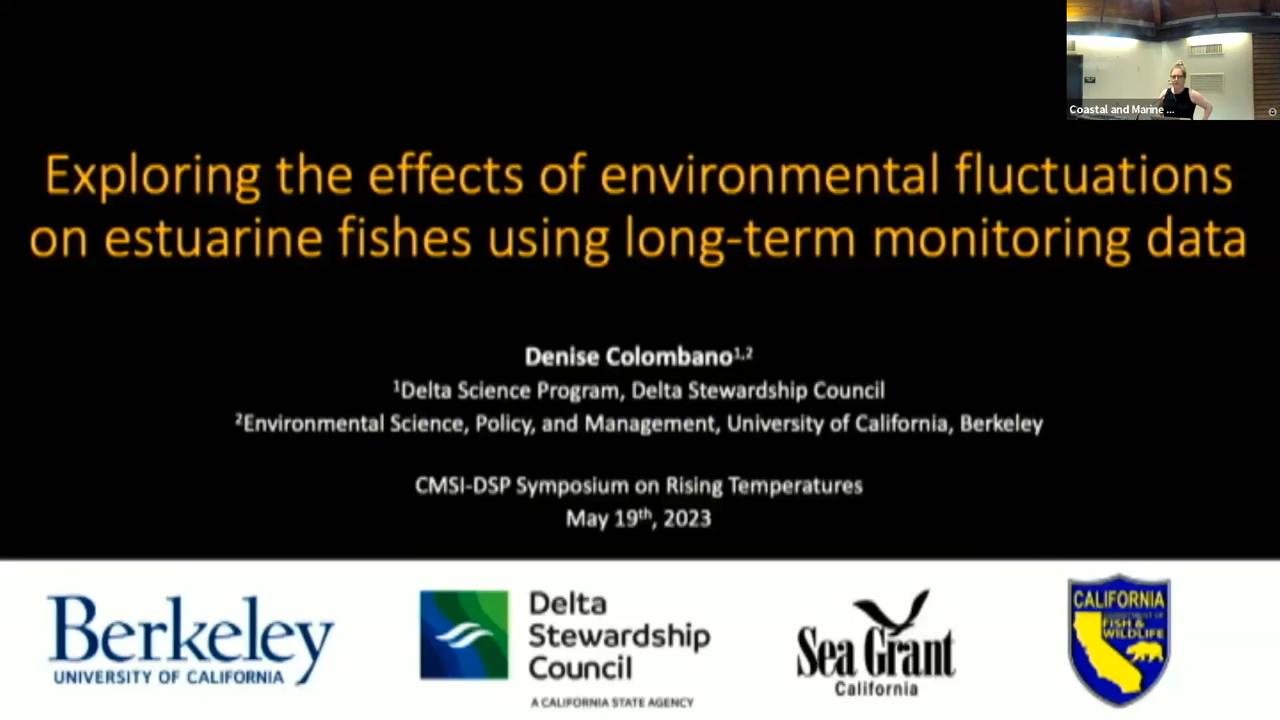 Coastal and Marine ...
Exploring the effects of environmental fluctuations
on estuarine fishes using long-term monitoring data
Denise Colombano1,2
1Delta Science Program, Delta Stewardship Council
2Environmental Science, Policy, and Management, University of California, Berkeley
CMSI-DSP Symposium on Rising Temperatures
May 19th, 2023
Berkeley
UNIVERSITY OF CALIFORNIA
Delta
Stewardship
Council
A CALIFORNIA STATE AGENCY
Sea Grant
California
CALIFORNIA
FISH &
WILDLIFE